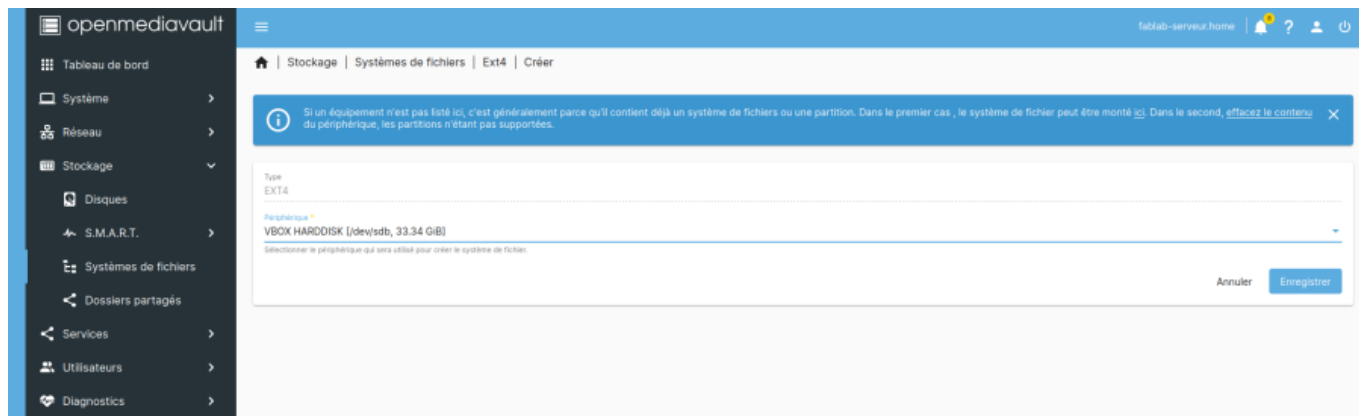 openmediavault
fablab-serveur.home
Tableau de bord
Système
Réseau
Stockage
Disques
S.M.A.R.T.
Systèmes de fichiers
Dossiers partagés
Services
Utilisateurs
Diagnostics
| Stockage | Systèmes de fichiers | Ext4 | Créer
Si un équipement n'est pas listé ici, c'est généralement parce qu'il contient déjà un système de fichiers ou une partition. Dans le premier cas , le système de fichier peut être monté ici. Dans le second, effacez le contenu
du périphérique, les partitions n'étant pas supportées.
Type
EXT4
Périphérique *
VBOX HARDDISK [/dev/sdb, 33.34 GiB]
Sélectionner le périphérique qui sera utilisé pour créer le système de fichier.
Annuler
Enregistrer